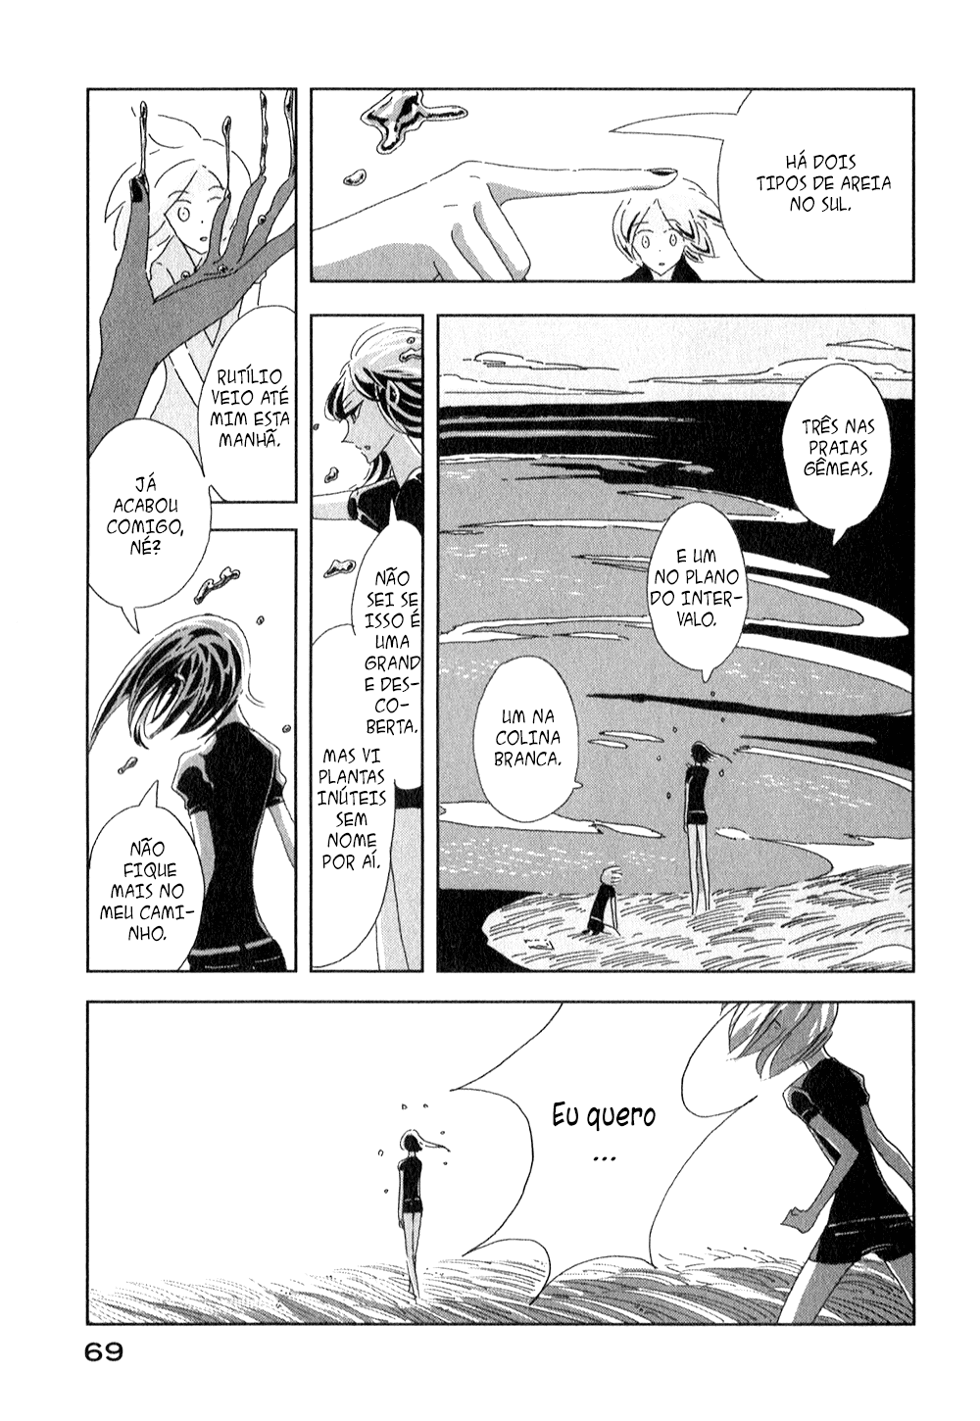 HÁ DOIS
TIPOS DE AREIA
NO SUL.
TRÊS NAS
PRAIAS
GÊMEAS.
E UM
NO PLANO
DO INTER-
VALO.
UM NA
COLINA
BRANCA.
NÃO
SEI SE
ISSO É
UMA
GRAND
E DES-
CO-
BERTA.
MAS VI
PLANTAS
INÚTEIS
SEM
NOME
POR AÍ.
RUTÍLIO
VEIO ATÉ
MIM ESTA
MANHÃ.
JÁ
ACABOU
COMIGO,
NÉ?
NÃO
FIQUE
MAIS NO
MEU CAMI-
NHO.
Eu quero
...
69